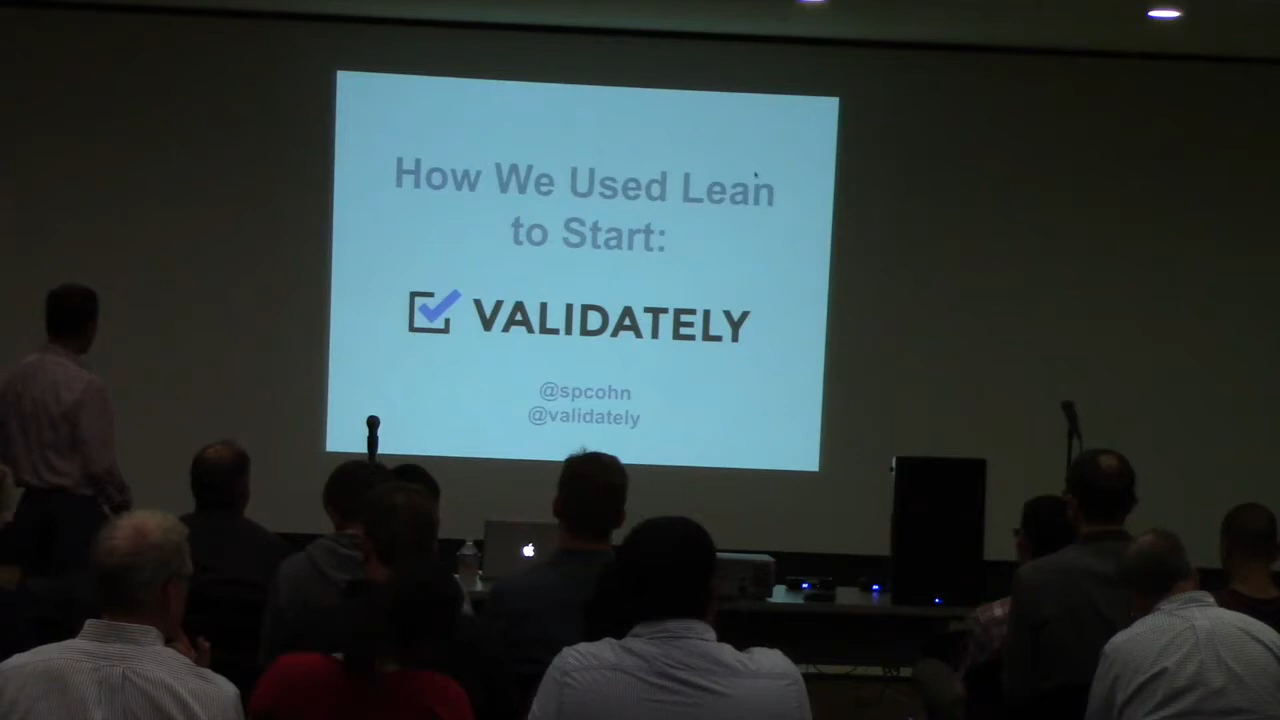 How We Used Lean
to Start:
VALIDATELY
@spcohn
@validately